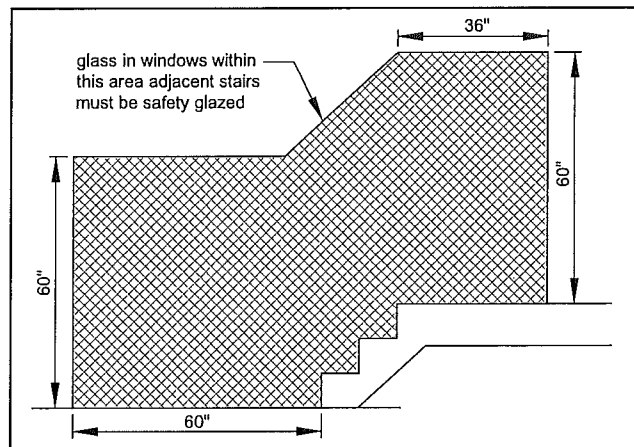 36"
glass in windows within
this area adjacent stairs
must be safety glazed
60"
60"
60"